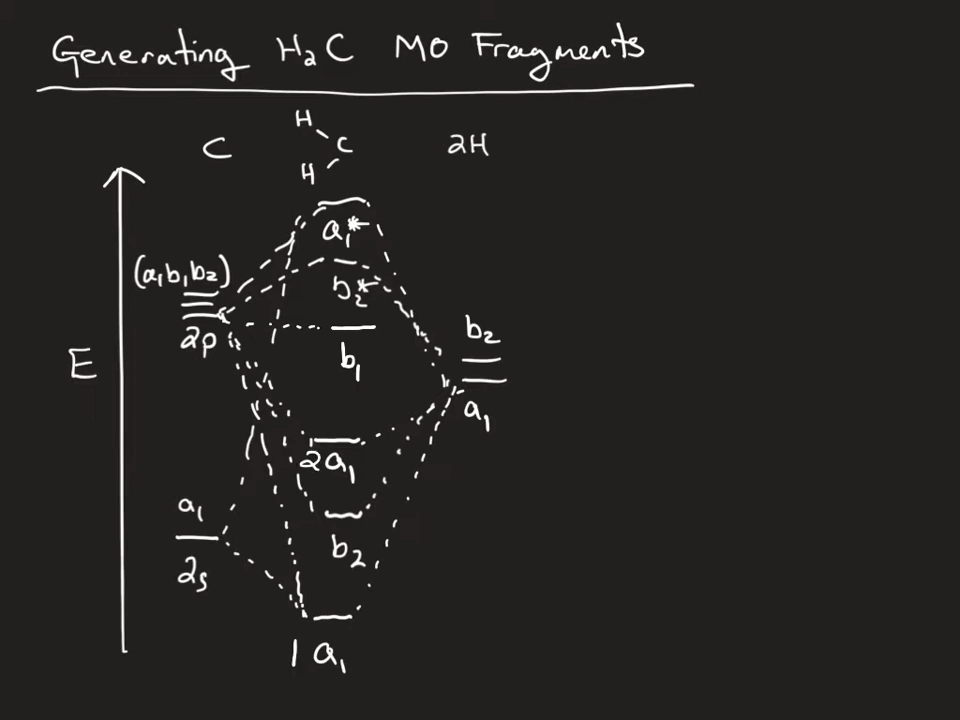 Generating H₂C MO Fragments
C
H
C
H
2H
a₁*
(a₁b₁b₂)
b₂*
2p
b₂
b₁
E
a₁
2a₁
a₁
b₂
2s
1a₁